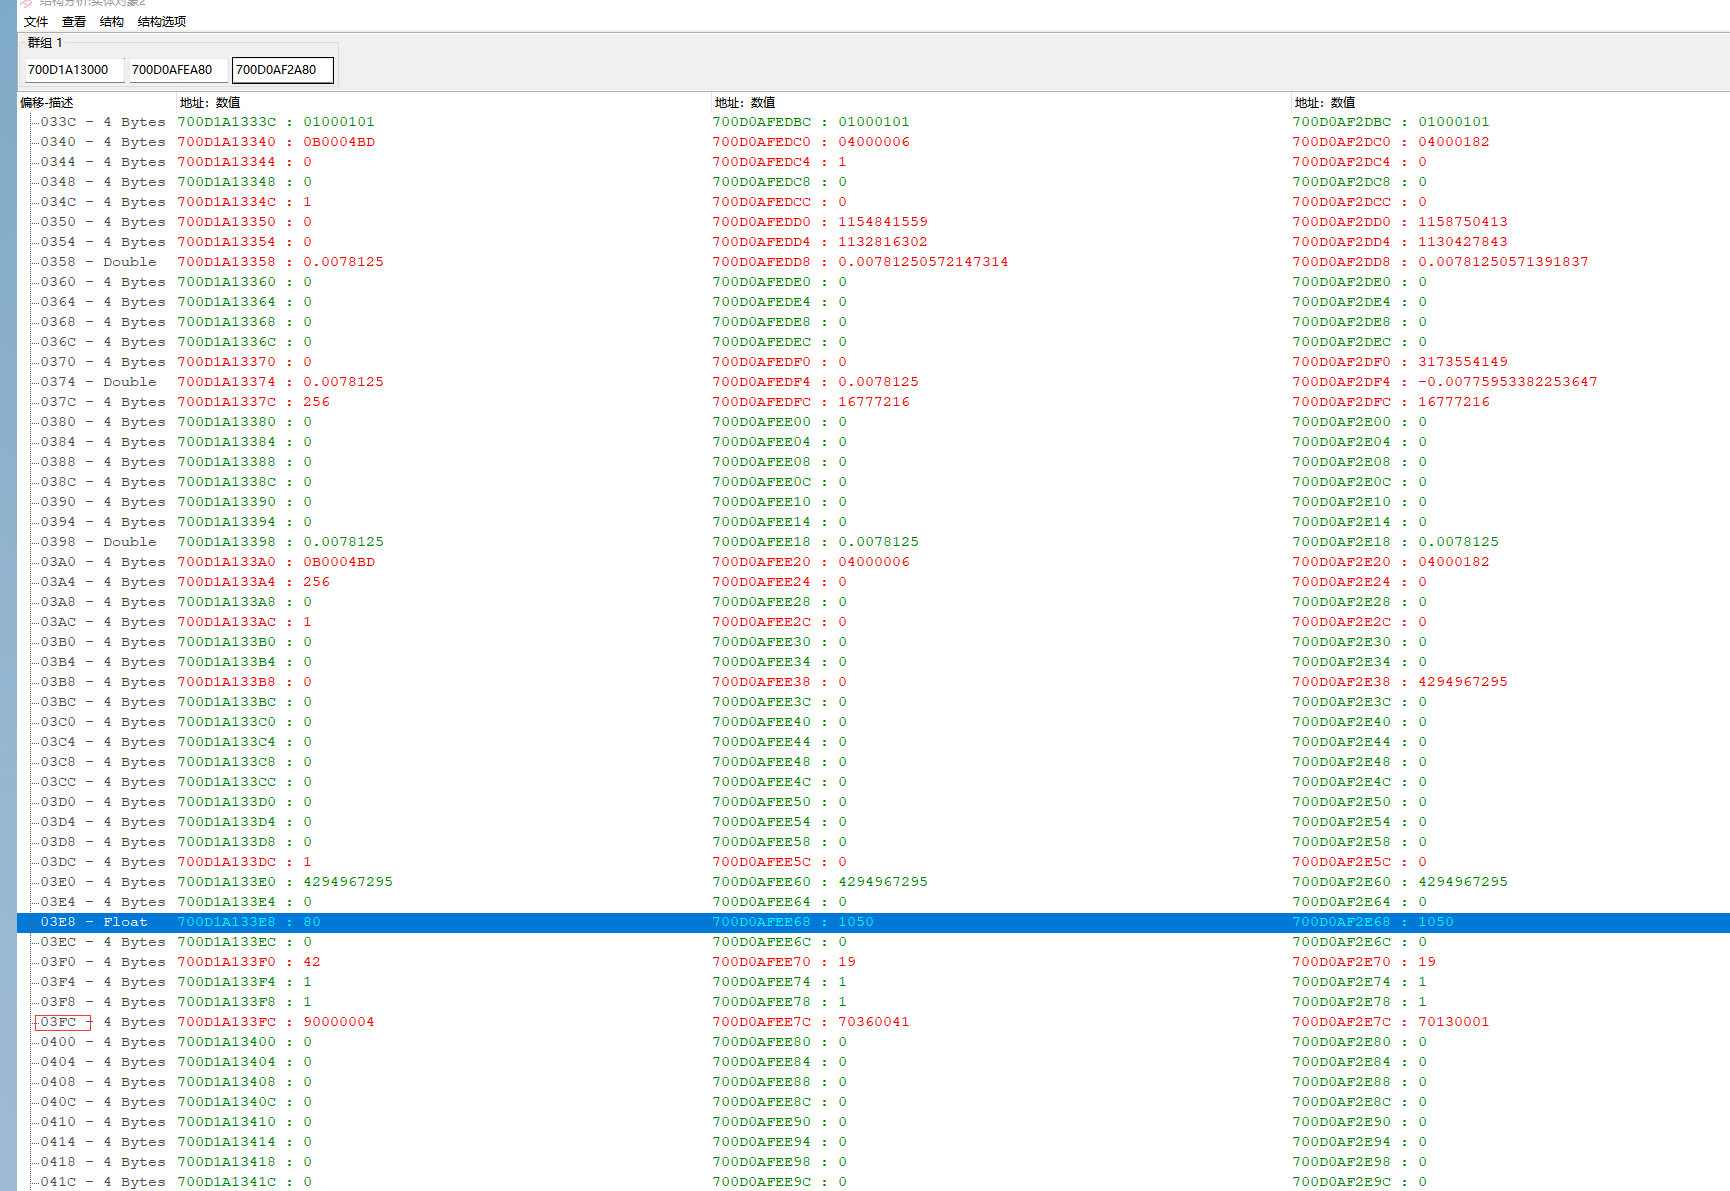 结构分析:实体对象2
文件 查看 结构 结构选项
群组 1
700D1A13000 700D0AFEA80 700D0AF2A80
偏移-描述 地址: 数值 地址: 数值 地址: 数值
033C - 4 Bytes 700D1A1333C : 01000101 700D0AFEDBC : 01000101 700D0AF2DBC : 01000101
0340 - 4 Bytes 700D1A13340 : 0B0004BD 700D0AFEDC0 : 04000006 700D0AF2DC0 : 04000182
0344 - 4 Bytes 700D1A13344 : 0 700D0AFEDC4 : 1 700D0AF2DC4 : 0
0348 - 4 Bytes 700D1A13348 : 0 700D0AFEDC8 : 0 700D0AF2DC8 : 0
034C - 4 Bytes 700D1A1334C : 1 700D0AFEDCC : 0 700D0AF2DCC : 0
0350 - 4 Bytes 700D1A13350 : 0 700D0AFEDD0 : 1154841559 700D0AF2DD0 : 1158750413
0354 - 4 Bytes 700D1A13354 : 0 700D0AFEDD4 : 1132816302 700D0AF2DD4 : 1130427843
0358 - Double 700D1A13358 : 0.0078125 700D0AFEDD8 : 0.00781250572147314 700D0AF2DD8 : 0.00781250571391837
0360 - 4 Bytes 700D1A13360 : 0 700D0AFEDE0 : 0 700D0AF2DE0 : 0
0364 - 4 Bytes 700D1A13364 : 0 700D0AFEDE4 : 0 700D0AF2DE4 : 0
0368 - 4 Bytes 700D1A13368 : 0 700D0AFEDE8 : 0 700D0AF2DE8 : 0
036C - 4 Bytes 700D1A1336C : 0 700D0AFEDEC : 0 700D0AF2DEC : 0
0370 - 4 Bytes 700D1A13370 : 0 700D0AFEDF0 : 0 700D0AF2DF0 : 3173554149
0374 - Double 700D1A13374 : 0.0078125 700D0AFEDF4 : 0.0078125 700D0AF2DF4 : -0.00775953382253647
037C - 4 Bytes 700D1A1337C : 256 700D0AFEDFC : 16777216 700D0AF2DFC : 16777216
0380 - 4 Bytes 700D1A13380 : 0 700D0AFEE00 : 0 700D0AF2E00 : 0
0384 - 4 Bytes 700D1A13384 : 0 700D0AFEE04 : 0 700D0AF2E04 : 0
0388 - 4 Bytes 700D1A13388 : 0 700D0AFEE08 : 0 700D0AF2E08 : 0
038C - 4 Bytes 700D1A1338C : 0 700D0AFEE0C : 0 700D0AF2E0C : 0
0390 - 4 Bytes 700D1A13390 : 0 700D0AFEE10 : 0 700D0AF2E10 : 0
0394 - 4 Bytes 700D1A13394 : 0 700D0AFEE14 : 0 700D0AF2E14 : 0
0398 - Double 700D1A13398 : 0.0078125 700D0AFEE18 : 0.0078125 700D0AF2E18 : 0.0078125
03A0 - 4 Bytes 700D1A133A0 : 0B0004BD 700D0AFEE20 : 04000006 700D0AF2E20 : 04000182
03A4 - 4 Bytes 700D1A133A4 : 256 700D0AFEE24 : 0 700D0AF2E24 : 0
03A8 - 4 Bytes 700D1A133A8 : 0 700D0AFEE28 : 0 700D0AF2E28 : 0
03AC - 4 Bytes 700D1A133AC : 1 700D0AFEE2C : 0 700D0AF2E2C : 0
03B0 - 4 Bytes 700D1A133B0 : 0 700D0AFEE30 : 0 700D0AF2E30 : 0
03B4 - 4 Bytes 700D1A133B4 : 0 700D0AFEE34 : 0 700D0AF2E34 : 0
03B8 - 4 Bytes 700D1A133B8 : 0 700D0AFEE38 : 0 700D0AF2E38 : 4294967295
03BC - 4 Bytes 700D1A133BC : 0 700D0AFEE3C : 0 700D0AF2E3C : 0
03C0 - 4 Bytes 700D1A133C0 : 0 700D0AFEE40 : 0 700D0AF2E40 : 0
03C4 - 4 Bytes 700D1A133C4 : 0 700D0AFEE44 : 0 700D0AF2E44 : 0
03C8 - 4 Bytes 700D1A133C8 : 0 700D0AFEE48 : 0 700D0AF2E48 : 0
03CC - 4 Bytes 700D1A133CC : 0 700D0AFEE4C : 0 700D0AF2E4C : 0
03D0 - 4 Bytes 700D1A133D0 : 0 700D0AFEE50 : 0 700D0AF2E50 : 0
03D4 - 4 Bytes 700D1A133D4 : 0 700D0AFEE54 : 0 700D0AF2E54 : 0
03D8 - 4 Bytes 700D1A133D8 : 0 700D0AFEE58 : 0 700D0AF2E58 : 0
03DC - 4 Bytes 700D1A133DC : 1 700D0AFEE5C : 0 700D0AF2E5C : 0
03E0 - 4 Bytes 700D1A133E0 : 4294967295 700D0AFEE60 : 4294967295 700D0AF2E60 : 4294967295
03E4 - 4 Bytes 700D1A133E4 : 0 700D0AFEE64 : 0 700D0AF2E64 : 0
03E8 - Float 700D1A133E8 : 80 700D0AFEE68 : 1050 700D0AF2E68 : 1050
03EC - 4 Bytes 700D1A133EC : 0 700D0AFEE6C : 0 700D0AF2E6C : 0
03F0 - 4 Bytes 700D1A133F0 : 42 700D0AFEE70 : 19 700D0AF2E70 : 19
03F4 - 4 Bytes 700D1A133F4 : 1 700D0AFEE74 : 1 700D0AF2E74 : 1
03F8 - 4 Bytes 700D1A133F8 : 1 700D0AFEE78 : 1 700D0AF2E78 : 1
03FC - 4 Bytes 700D1A133FC : 90000004 700D0AFEE7C : 70360041 700D0AF2E7C : 70130001
0400 - 4 Bytes 700D1A13400 : 0 700D0AFEE80 : 0 700D0AF2E80 : 0
0404 - 4 Bytes 700D1A13404 : 0 700D0AFEE84 : 0 700D0AF2E84 : 0
0408 - 4 Bytes 700D1A13408 : 0 700D0AFEE88 : 0 700D0AF2E88 : 0
040C - 4 Bytes 700D1A1340C : 0 700D0AFEE8C : 0 700D0AF2E8C : 0
0410 - 4 Bytes 700D1A13410 : 0 700D0AFEE90 : 0 700D0AF2E90 : 0
0414 - 4 Bytes 700D1A13414 : 0 700D0AFEE94 : 0 700D0AF2E94 : 0
0418 - 4 Bytes 700D1A13418 : 0 700D0AFEE98 : 0 700D0AF2E98 : 0
041C - 4 Bytes 700D1A1341C : 0 700D0AFEE9C : 0 700D0AF2E9C : 0